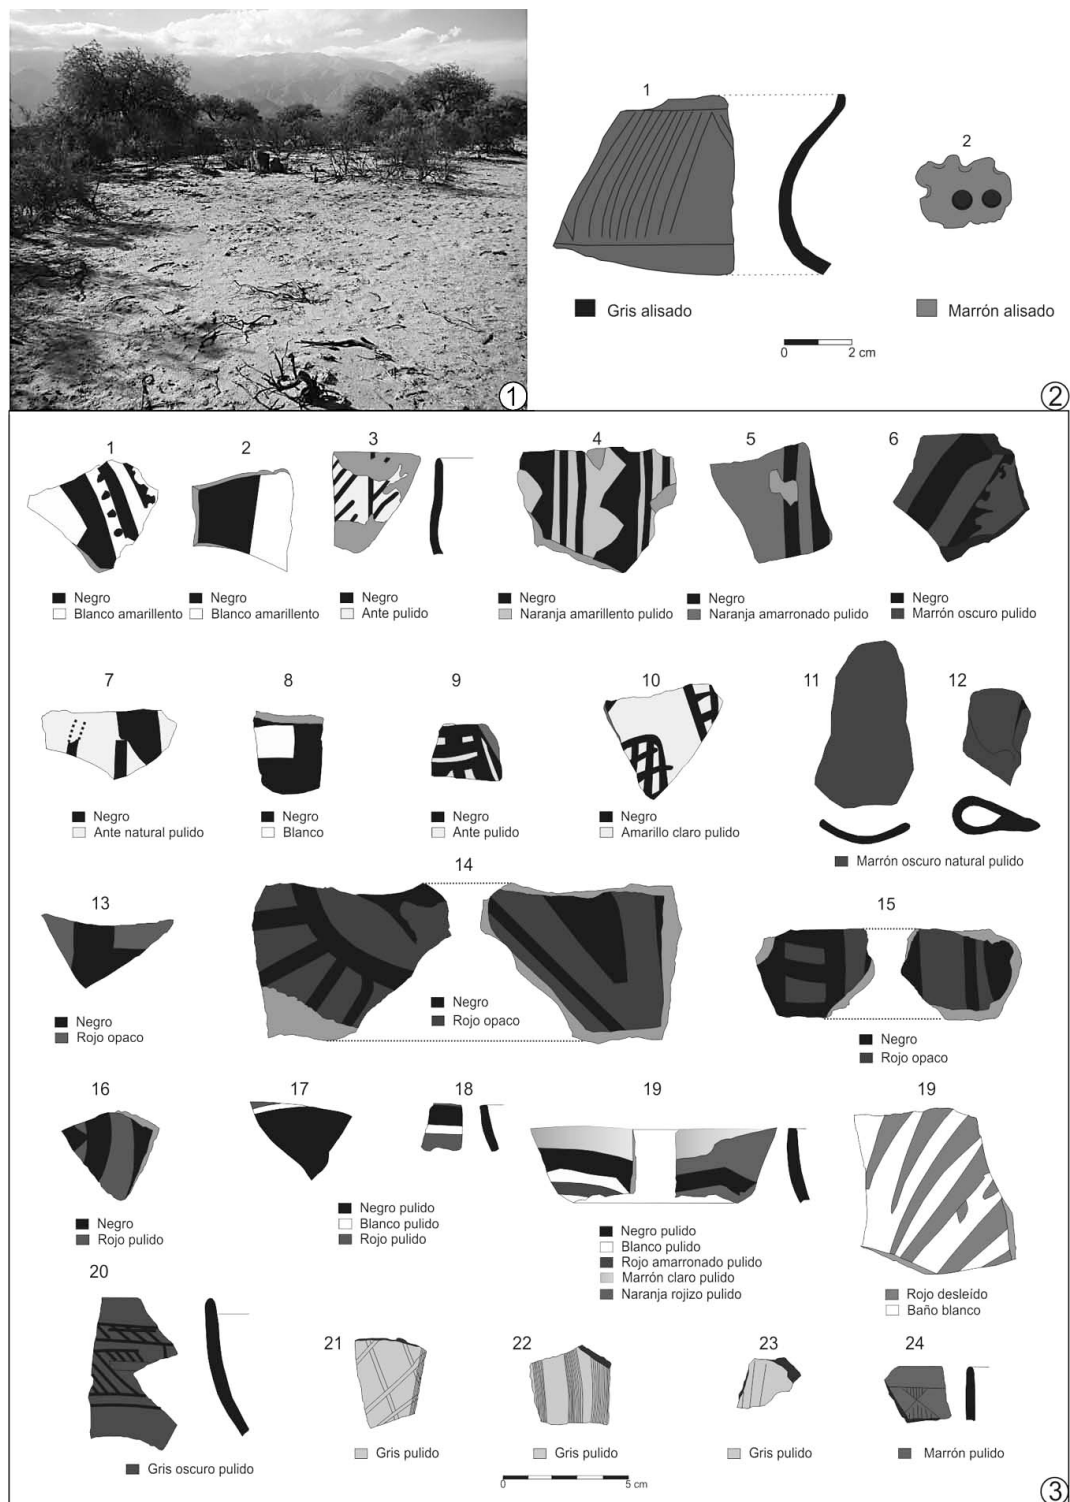 1
2
Gris alisado
Marrón alisado
0 2 cm
1
2
1 2 3 4 5 6
Negro
Blanco amarillento
Negro
Blanco amarillento
Negro
Ante pulido
Negro
Naranja amarillento pulido
Negro
Naranja amarronado pulido
Negro
Marrón oscuro pulido
7 8 9 10 11 12
Negro
Ante natural pulido
Negro
Blanco
Negro
Ante pulido
Negro
Amarillo claro pulido
Marrón oscuro natural pulido
13 14 15
Negro
Rojo opaco
Negro
Rojo opaco
Negro
Rojo opaco
16 17 18 19 19
Negro
Rojo pulido
Negro pulido
Blanco pulido
Rojo pulido
Negro pulido
Blanco pulido
Rojo amarronado pulido
Marrón claro pulido
Naranja rojizo pulido
Rojo desleído
Baño blanco
20 21 22 23 24
Gris oscuro pulido
Gris pulido
Gris pulido
Gris pulido
Marrón pulido
0 5 cm
3